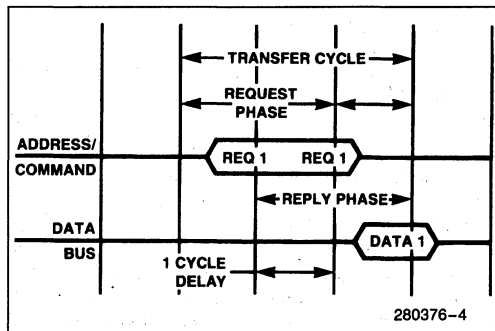 TRANSFER CYCLE
REQUEST
PHASE
ADDRESS/
COMMAND
REQ 1 REQ 1
REPLY PHASE
DATA
BUS
DATA 1
1 CYCLE
DELAY
280376-4